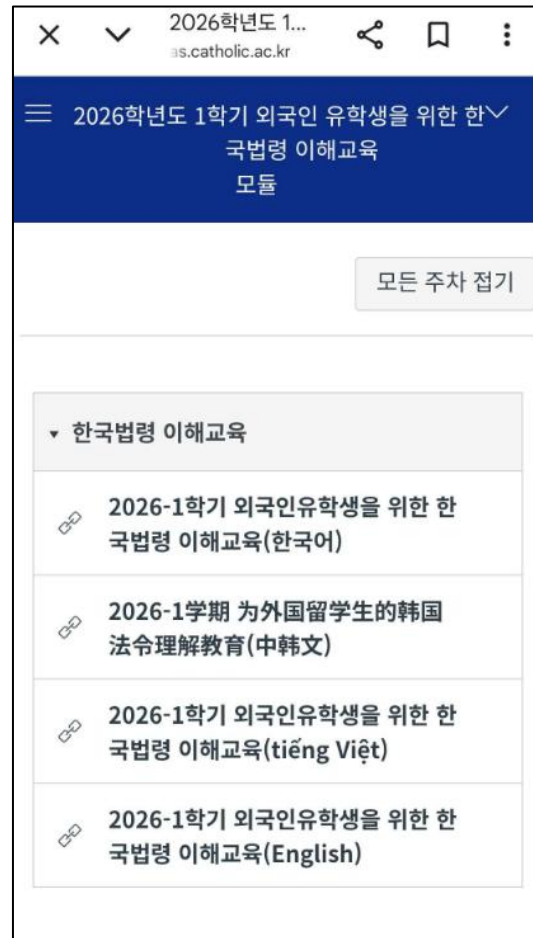 2026학년도 1...
as.catholic.ac.kr
2026학년도 1학기 외국인 유학생을 위한 한
국법령 이해교육
모듈
모든 주차 접기
한국법령 이해교육
2026-1학기 외국인유학생을 위한 한
국법령 이해교육(한국어)
2026-1学期 为外国留学生的韩国
法令理解教育(中韩文)
2026-1학기 외국인유학생을 위한 한
국법령 이해교육(tiếng Việt)
2026-1학기 외국인유학생을 위한 한
국법령 이해교육(English)